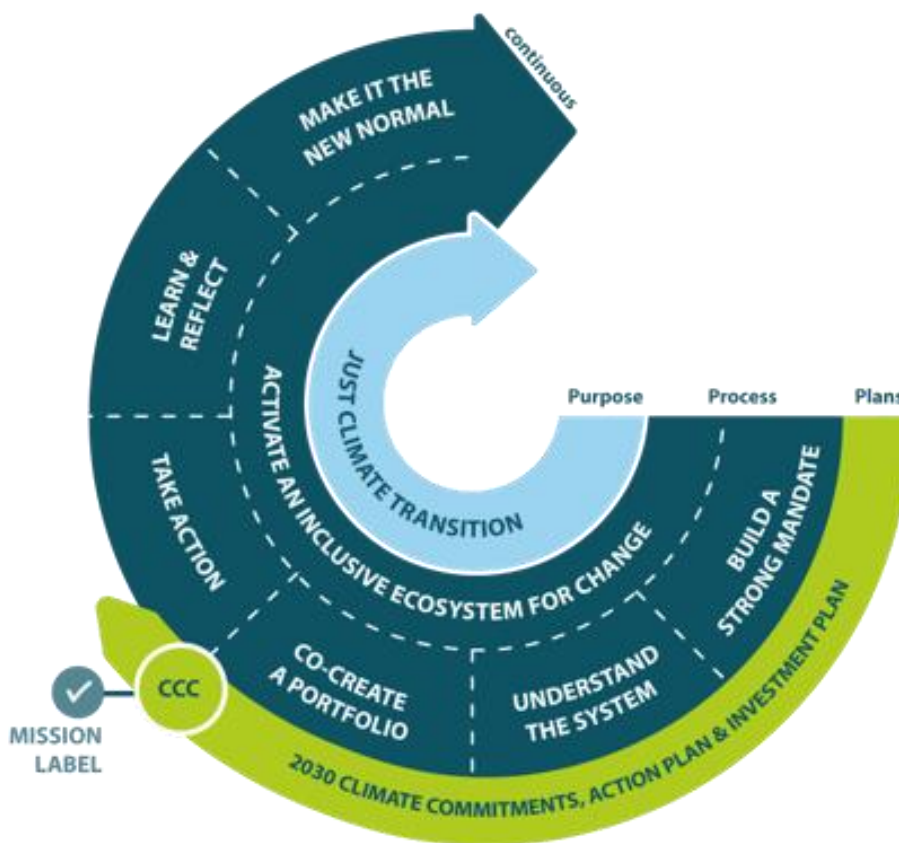 continuous
MAKE IT THE
NEW NORMAL
LEARN &
REFLECT
TAKE ACTION
ACTIVATE AN INCLUSIVE ECOSYSTEM FOR CHANGE
JUST CLIMATE TRANSITION
Purpose
Process
Plans
BUILD A
STRONG MANDATE
UNDERSTAND
THE SYSTEM
CO-CREATE
A PORTFOLIO
CCC
MISSION
LABEL
2030 CLIMATE COMMITMENTS, ACTION PLAN & INVESTMENT PLAN